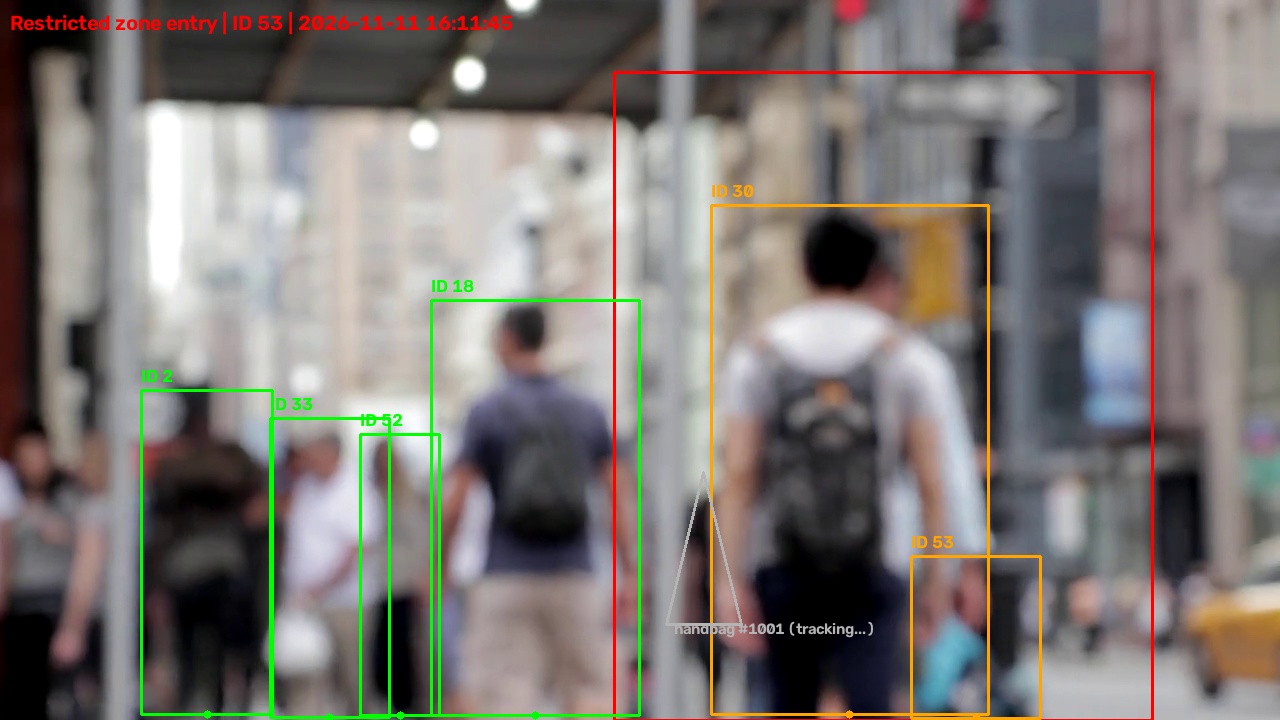 Restricted zone entry | ID 53 | 2026-11-11 16:11:45
ID 30
ID 18
ID 2
ID 33
ID 52
ID 53
handbag #1001 (tracking...)